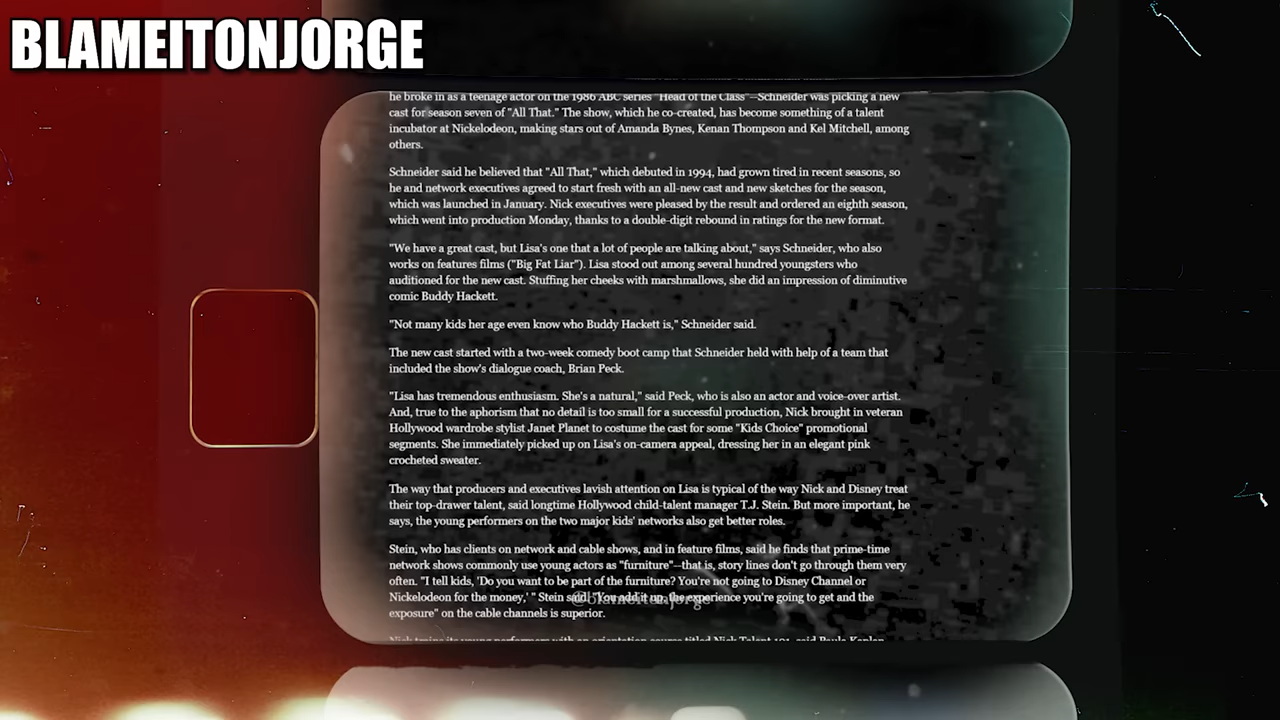 BLAMEITONJORGE
he broke in as a teenage actor on the 1986 ABC series "Head of the Class"—Schneider was picking a new
cast for season seven of "All That." The show, which he co-created, has become something of a talent
incubator at Nickelodeon, making stars out of Amanda Bynes, Kenan Thompson and Kel Mitchell, among
others.
Schneider said he believed that "All That," which debuted in 1994, had grown tired in recent seasons, so
he and network executives agreed to start fresh with an all-new cast and new sketches for the season,
which was launched in January. Nick executives were pleased by the result and ordered an eighth season,
which went into production Monday, thanks to a double-digit rebound in ratings for the new format.
"We have a great cast, but Lisa's one that a lot of people are talking about," says Schneider, who also
works on features films ("Big Fat Liar"). Lisa stood out among several hundred youngsters who
auditioned for the new cast. Stuffing her cheeks with marshmallows, she did an impression of diminutive
comic Buddy Hackett.
"Not many kids her age even know who Buddy Hackett is," Schneider said.
The new cast started with a two-week comedy boot camp that Schneider held with help of a team that
included the show's dialogue coach, Brian Peck.
"Lisa has tremendous enthusiasm. She's a natural," said Peck, who is also an actor and voice-over artist.
And, true to the aphorism that no detail is too small for a successful production, Nick brought in veteran
Hollywood wardrobe stylist Janet Planet to costume the cast for some "Kids Choice" promotional
segments. She immediately picked up on Lisa's on-camera appeal, dressing her in an elegant pink
crocheted sweater.
The way that producers and executives lavish attention on Lisa is typical of the way Nick and Disney treat
their top-drawer talent, said longtime Hollywood child-talent manager T.J. Stein. But more important, he
says, the young performers on the two major kids' networks also get better roles.
Stein, who has clients on network and cable shows, and in feature films, said he finds that prime-time
network shows commonly use young actors as "furniture"—that is, story lines don't go through them very
often. "I tell kids, 'Do you want to be part of the furniture? You're not going to Disney Channel or
Nickelodeon for the money,' " Stein said. "You add it up, the experience you're going to get and the
@blameitonjorge
exposure" on the cable channels is superior.
Nick trains its young performers with an orientation course titled Nick Talent 101, said Paula Kaplan,